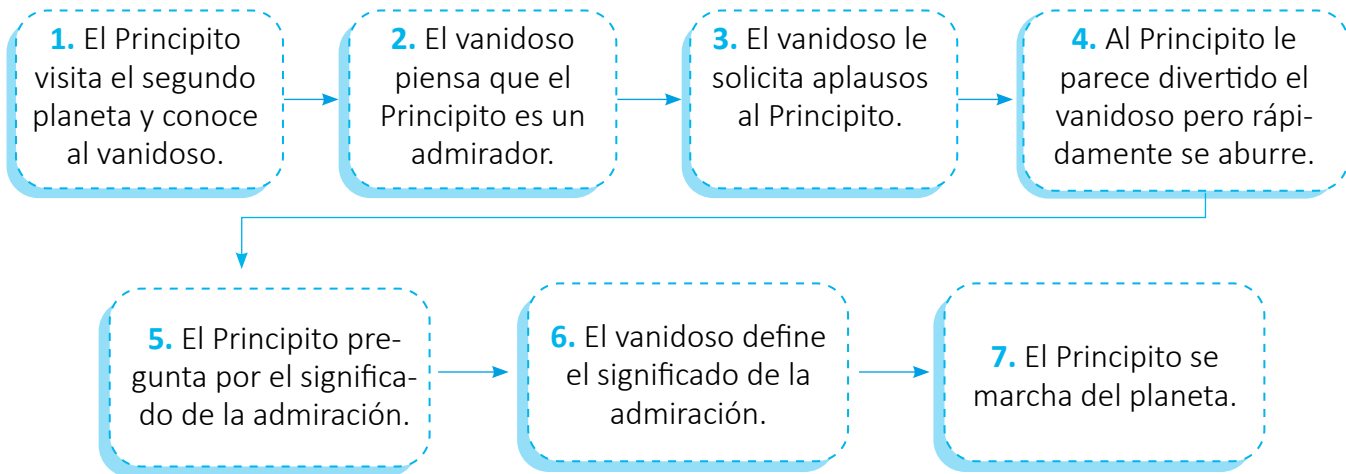 1. El Principito
visita el segundo
planeta y conoce
al vanidoso.
2. El vanidoso
piensa que el
Principito es un
admirador.
3. El vanidoso le
solicita aplausos
al Principito.
4. Al Principito le
parece divertido el
vanidoso pero rápi-
damente se aburre.
5. El Principito pre-
gunta por el significa-
do de la admiración.
6. El vanidoso define
el significado de la
admiración.
7. El Principito se
marcha del planeta.